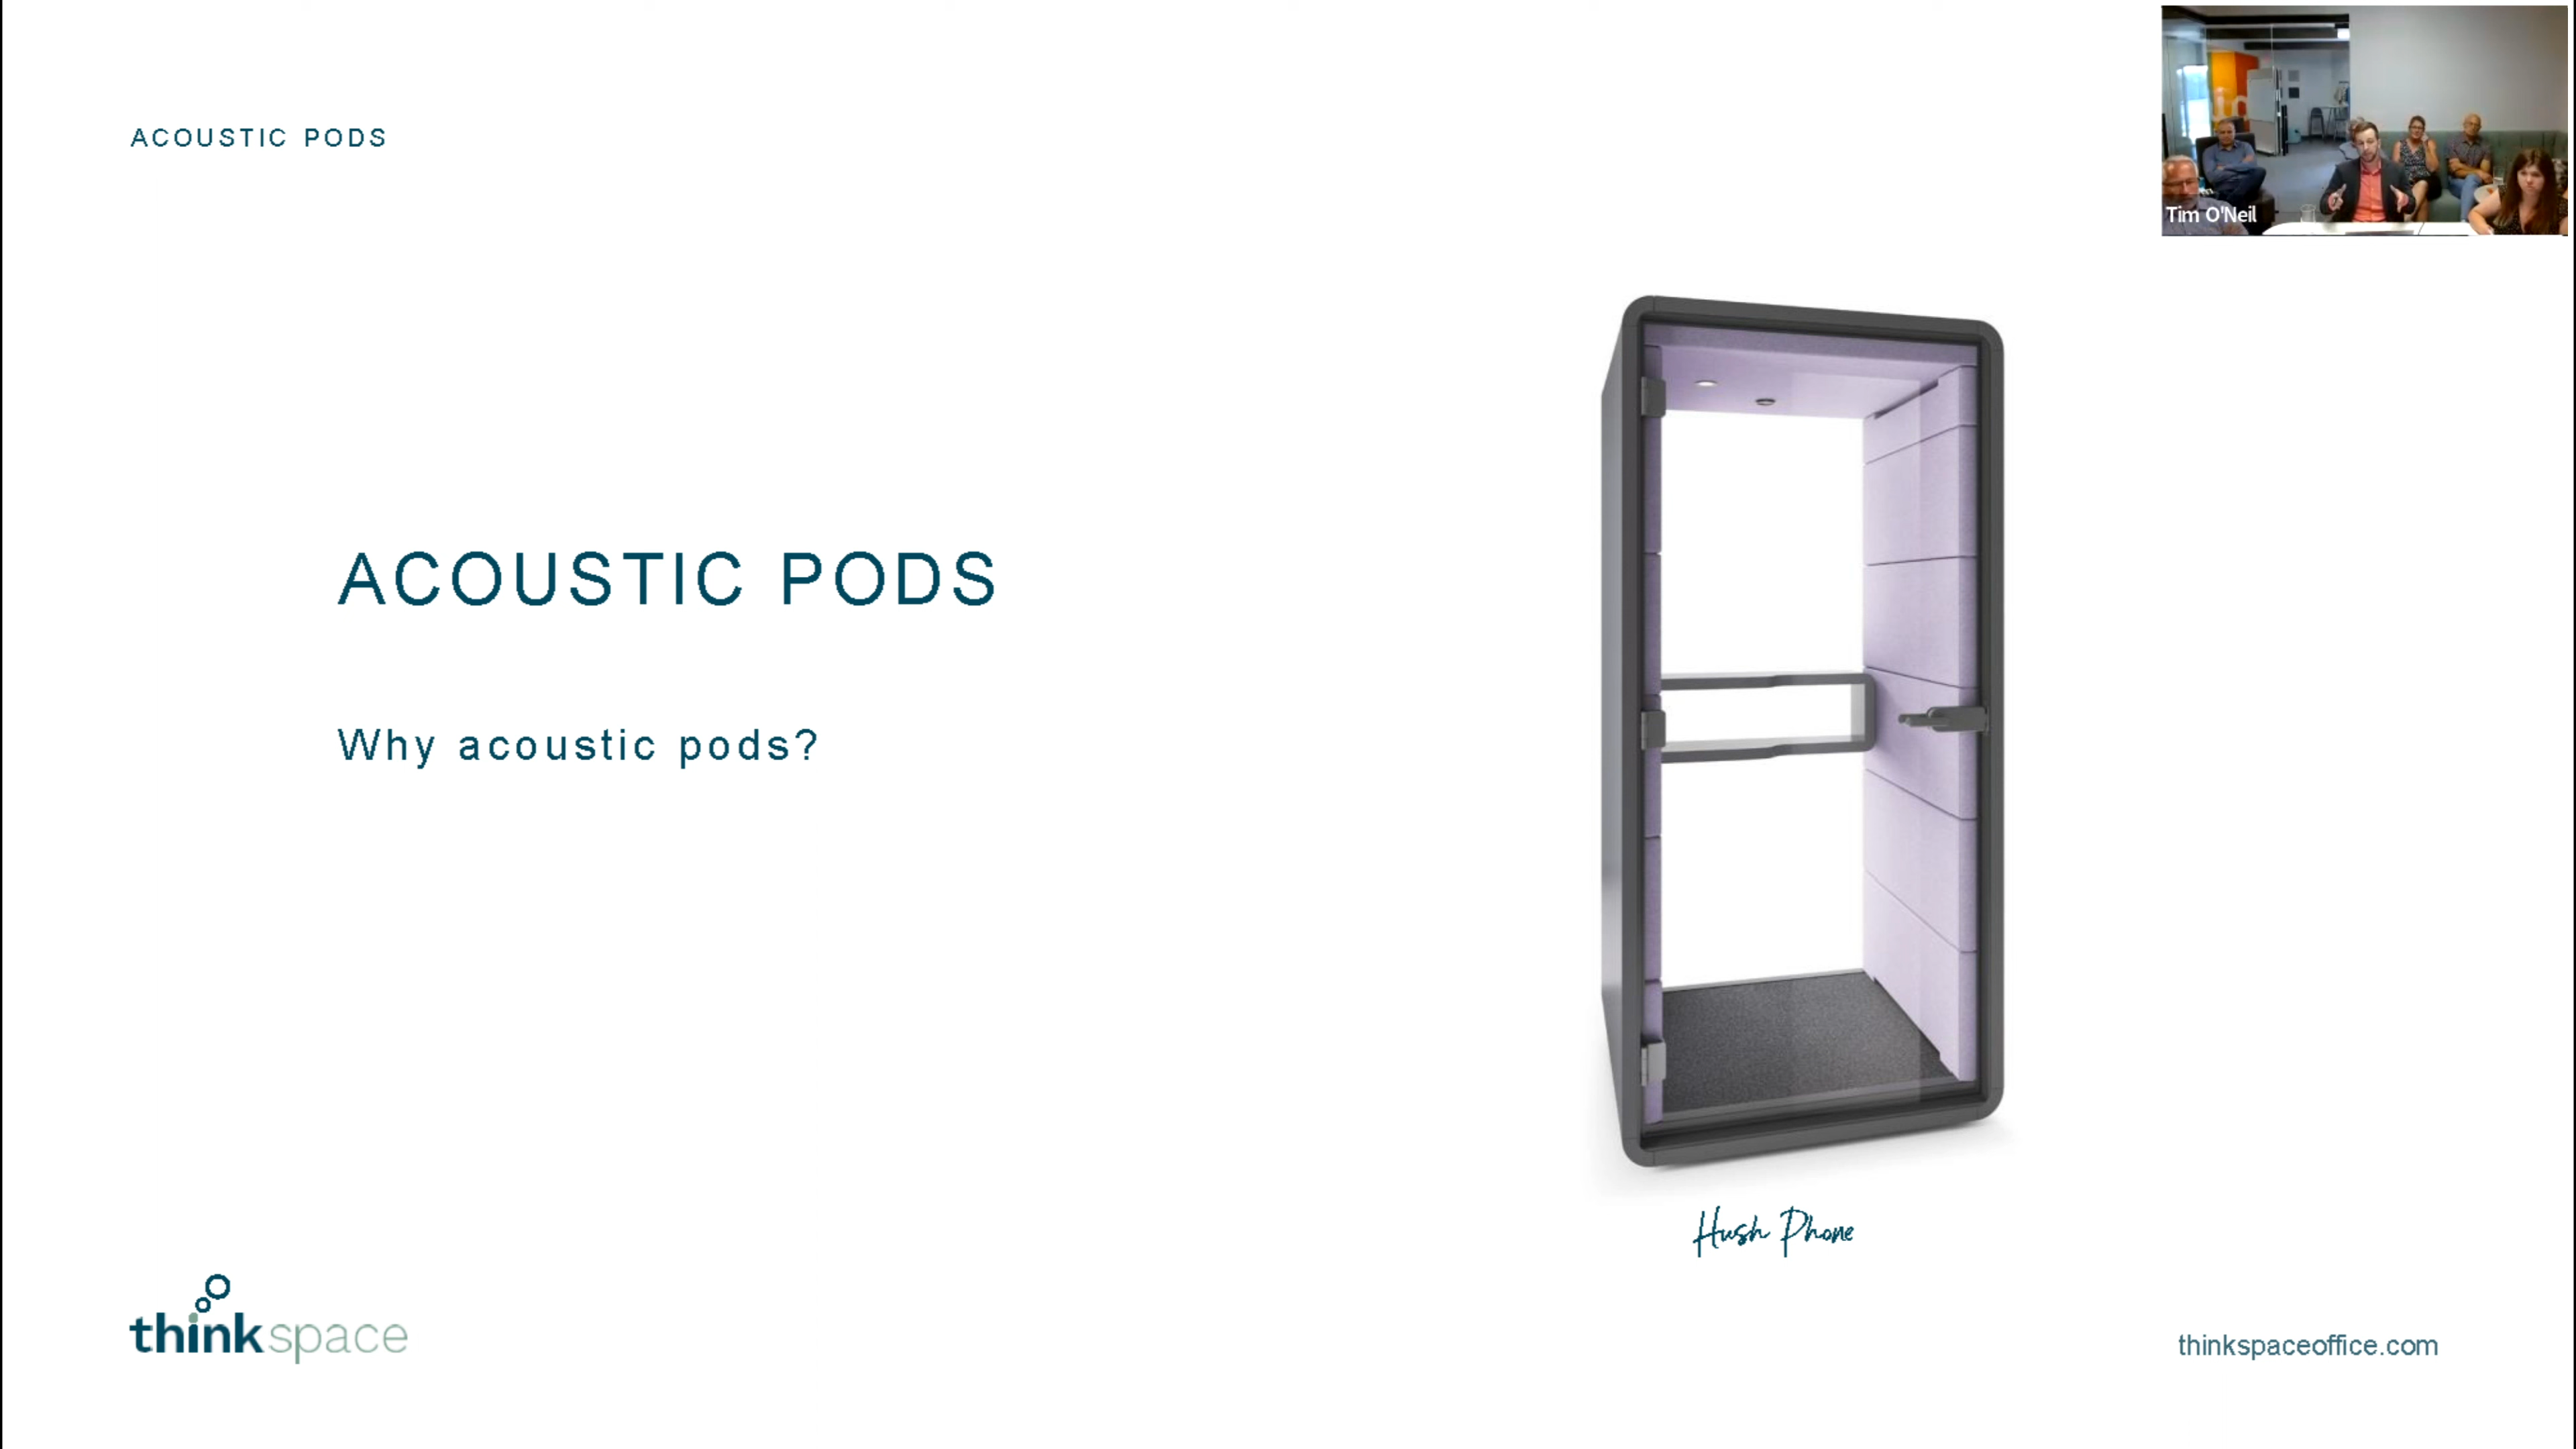 ACOUSTIC PODS
Tim O'Neil
ACOUSTIC PODS
Why acoustic pods?
Hush Phone
thinkspace
thinkspaceoffice.com